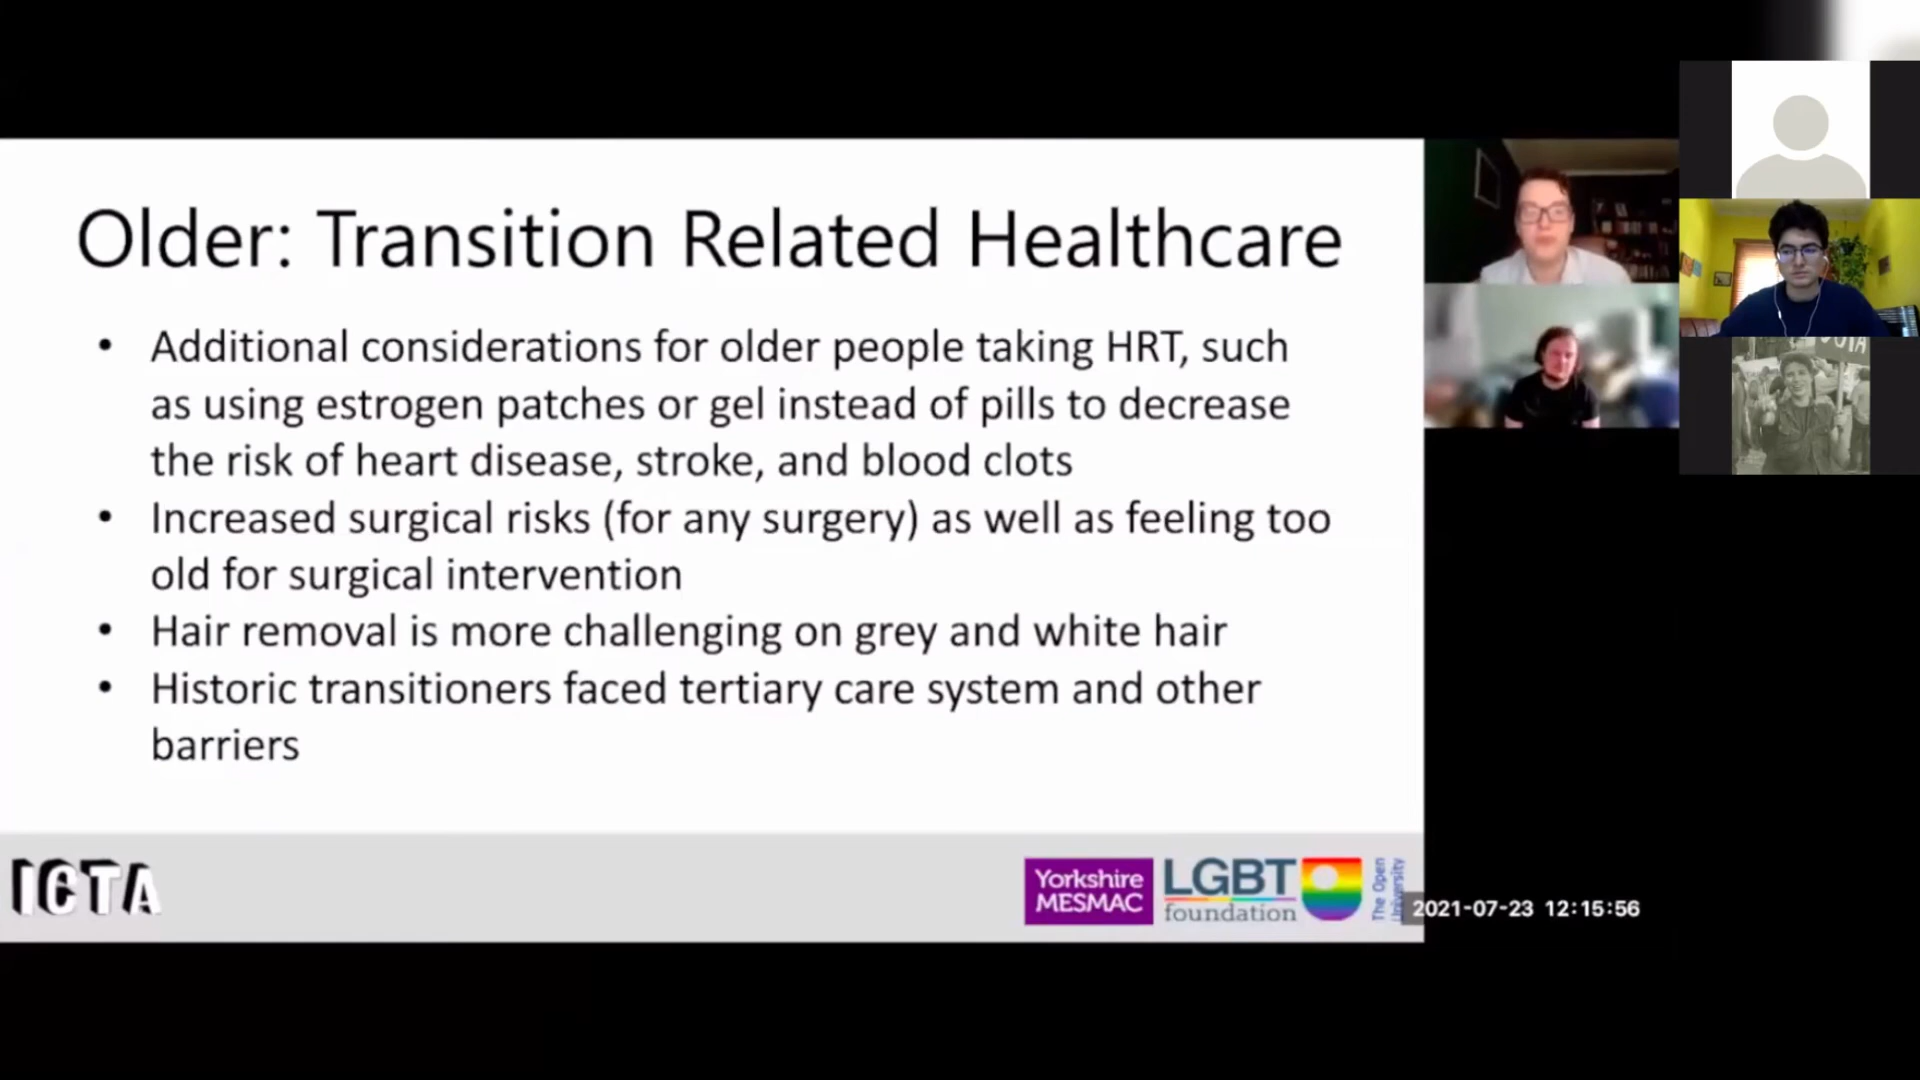 Older: Transition Related Healthcare
• Additional considerations for older people taking HRT, such
as using estrogen patches or gel instead of pills to decrease
the risk of heart disease, stroke, and blood clots
• Increased surgical risks (for any surgery) as well as feeling too
old for surgical intervention
• Hair removal is more challenging on grey and white hair
• Historic transitioners faced tertiary care system and other
barriers
ICTA
Yorkshire
MESMAC
LGBT
foundation
The Open
University
2021-07-23 12:15:56